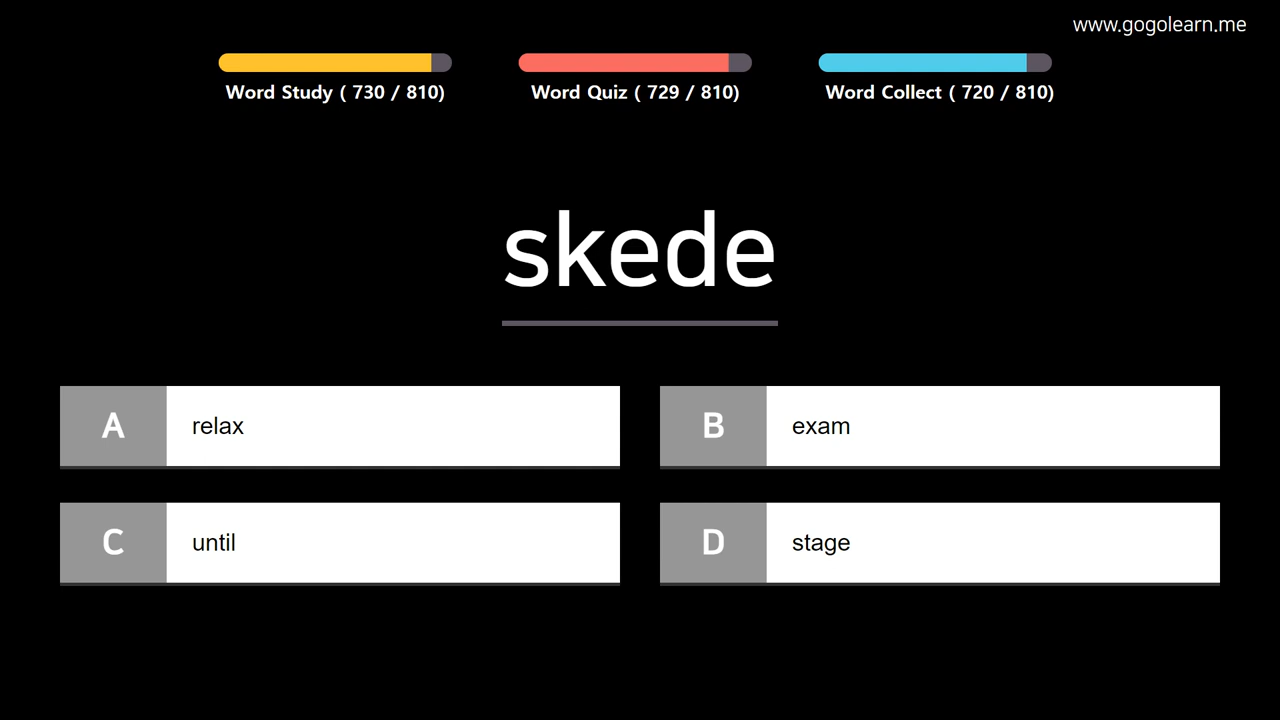 www.gogolearn.me
Word Study ( 730 / 810)
Word Quiz ( 729 / 810)
Word Collect ( 720 / 810)
skede
A relax
B exam
C until
D stage